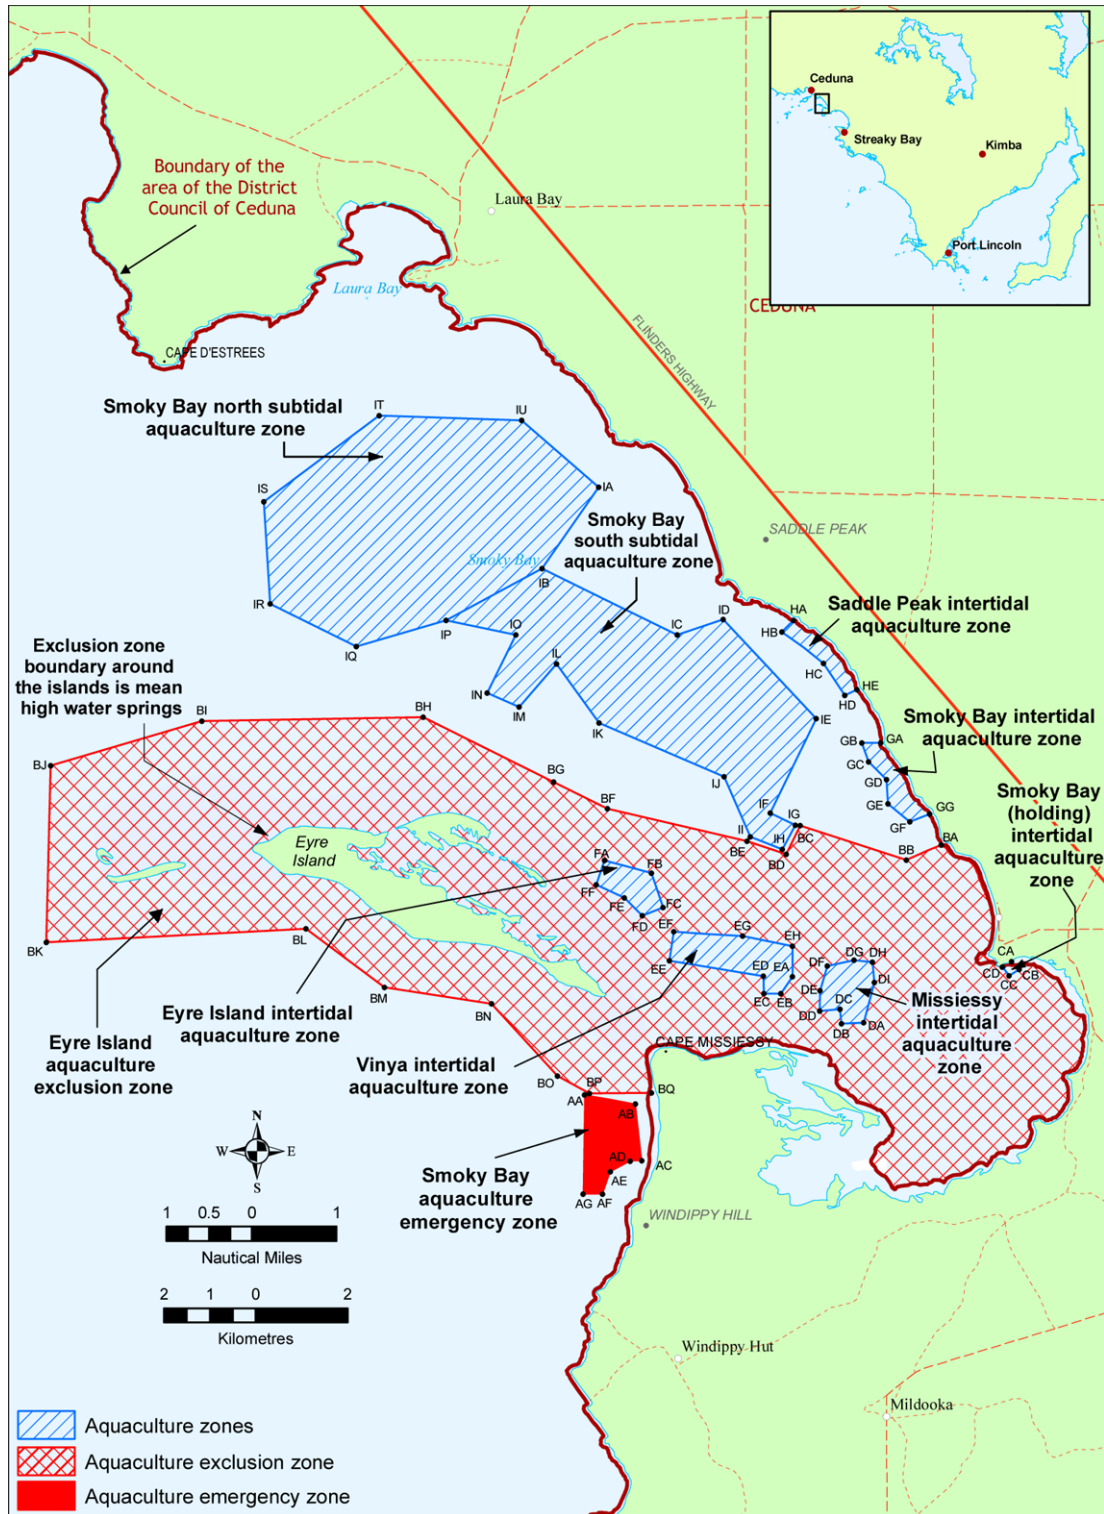 Ceduna
Streaky Bay
Kimba
Port Lincoln
Boundary of the
area of the District
Council of Ceduna
Laura Bay
Laura Bay
CEDUNA
FLINDERS HIGHWAY
CAPE D'ESTREES
Smoky Bay north subtidal
aquaculture zone
IT
IU
IS
IA
Smoky Bay
south subtidal
aquaculture zone
SADDLE PEAK
Smoky Bay
IB
IR
IP
IQ
IO
IC
ID
HA
HB
Saddle Peak intertidal
aquaculture zone
HC
HE
HD
Exclusion zone
boundary around
the islands is mean
high water springs
IL
IN
IM
IK
IE
Smoky Bay intertidal
aquaculture zone
GB
GA
GC
GD
GE
GF
GG
BI
BH
BJ
BG
BF
IJ
IF
IG
II
IH
BE
BD
BC
BB
BA
Smoky Bay
(holding)
intertidal
aquaculture
zone
Eyre
Island
FA
FB
FF
FE
FC
FD
EF
EG
EH
EE
ED
EA
EC
EB
DF
DG
DH
DI
DE
DD
DC
DB
DA
CA
CD
CB
CC
BK
BL
BM
BN
Eyre Island
aquaculture
exclusion zone
Eyre Island intertidal
aquaculture zone
Vinya intertidal
aquaculture zone
Missiessy
intertidal
aquaculture
zone
CAPE MISSIESSY
BO
BP
BQ
AA
AB
AD
AC
AE
AG
AF
N
W
E
S
Smoky Bay
aquaculture
emergency zone
WINDIPPY HILL
1 0.5 0 1
Nautical Miles
2 1 0 2
Kilometres
Windippy Hut
Mildooka
Aquaculture zones
Aquaculture exclusion zone
Aquaculture emergency zone